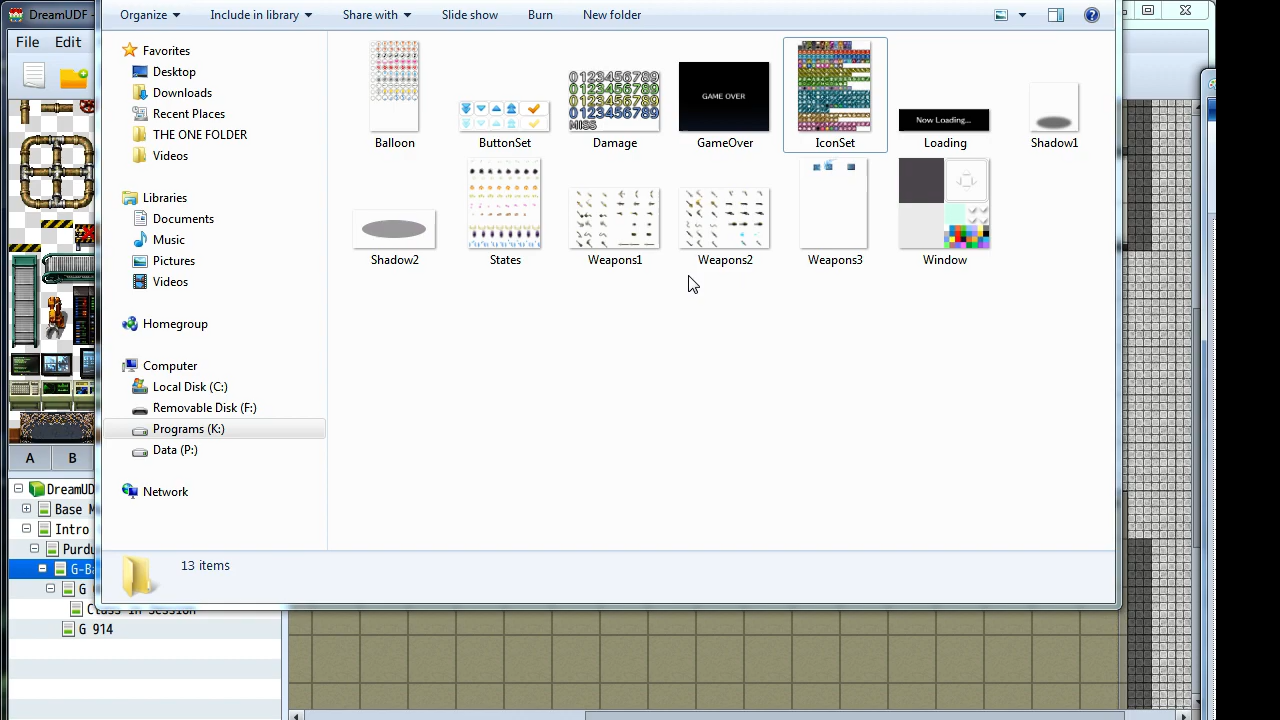 DreamUDF -
File Edit
Organize Include in library Share with Slide show Burn New folder
Favorites
Desktop
Downloads
Recent Places
THE ONE FOLDER
Videos
Libraries
Documents
Music
Pictures
Videos
Homegroup
Computer
Local Disk (C:)
Removable Disk (F:)
Programs (K:)
Data (P:)
Network
0123456789
0123456789
0123456789
0123456789
MISS
GAME OVER
Now Loading...
Balloon ButtonSet Damage GameOver IconSet Loading Shadow1
Shadow2 States Weapons1 Weapons2 Weapons3 Window
13 items
A B
DreamUD
Base M
Intro
Purdu
G-Ba
G
Class in Session
G 914